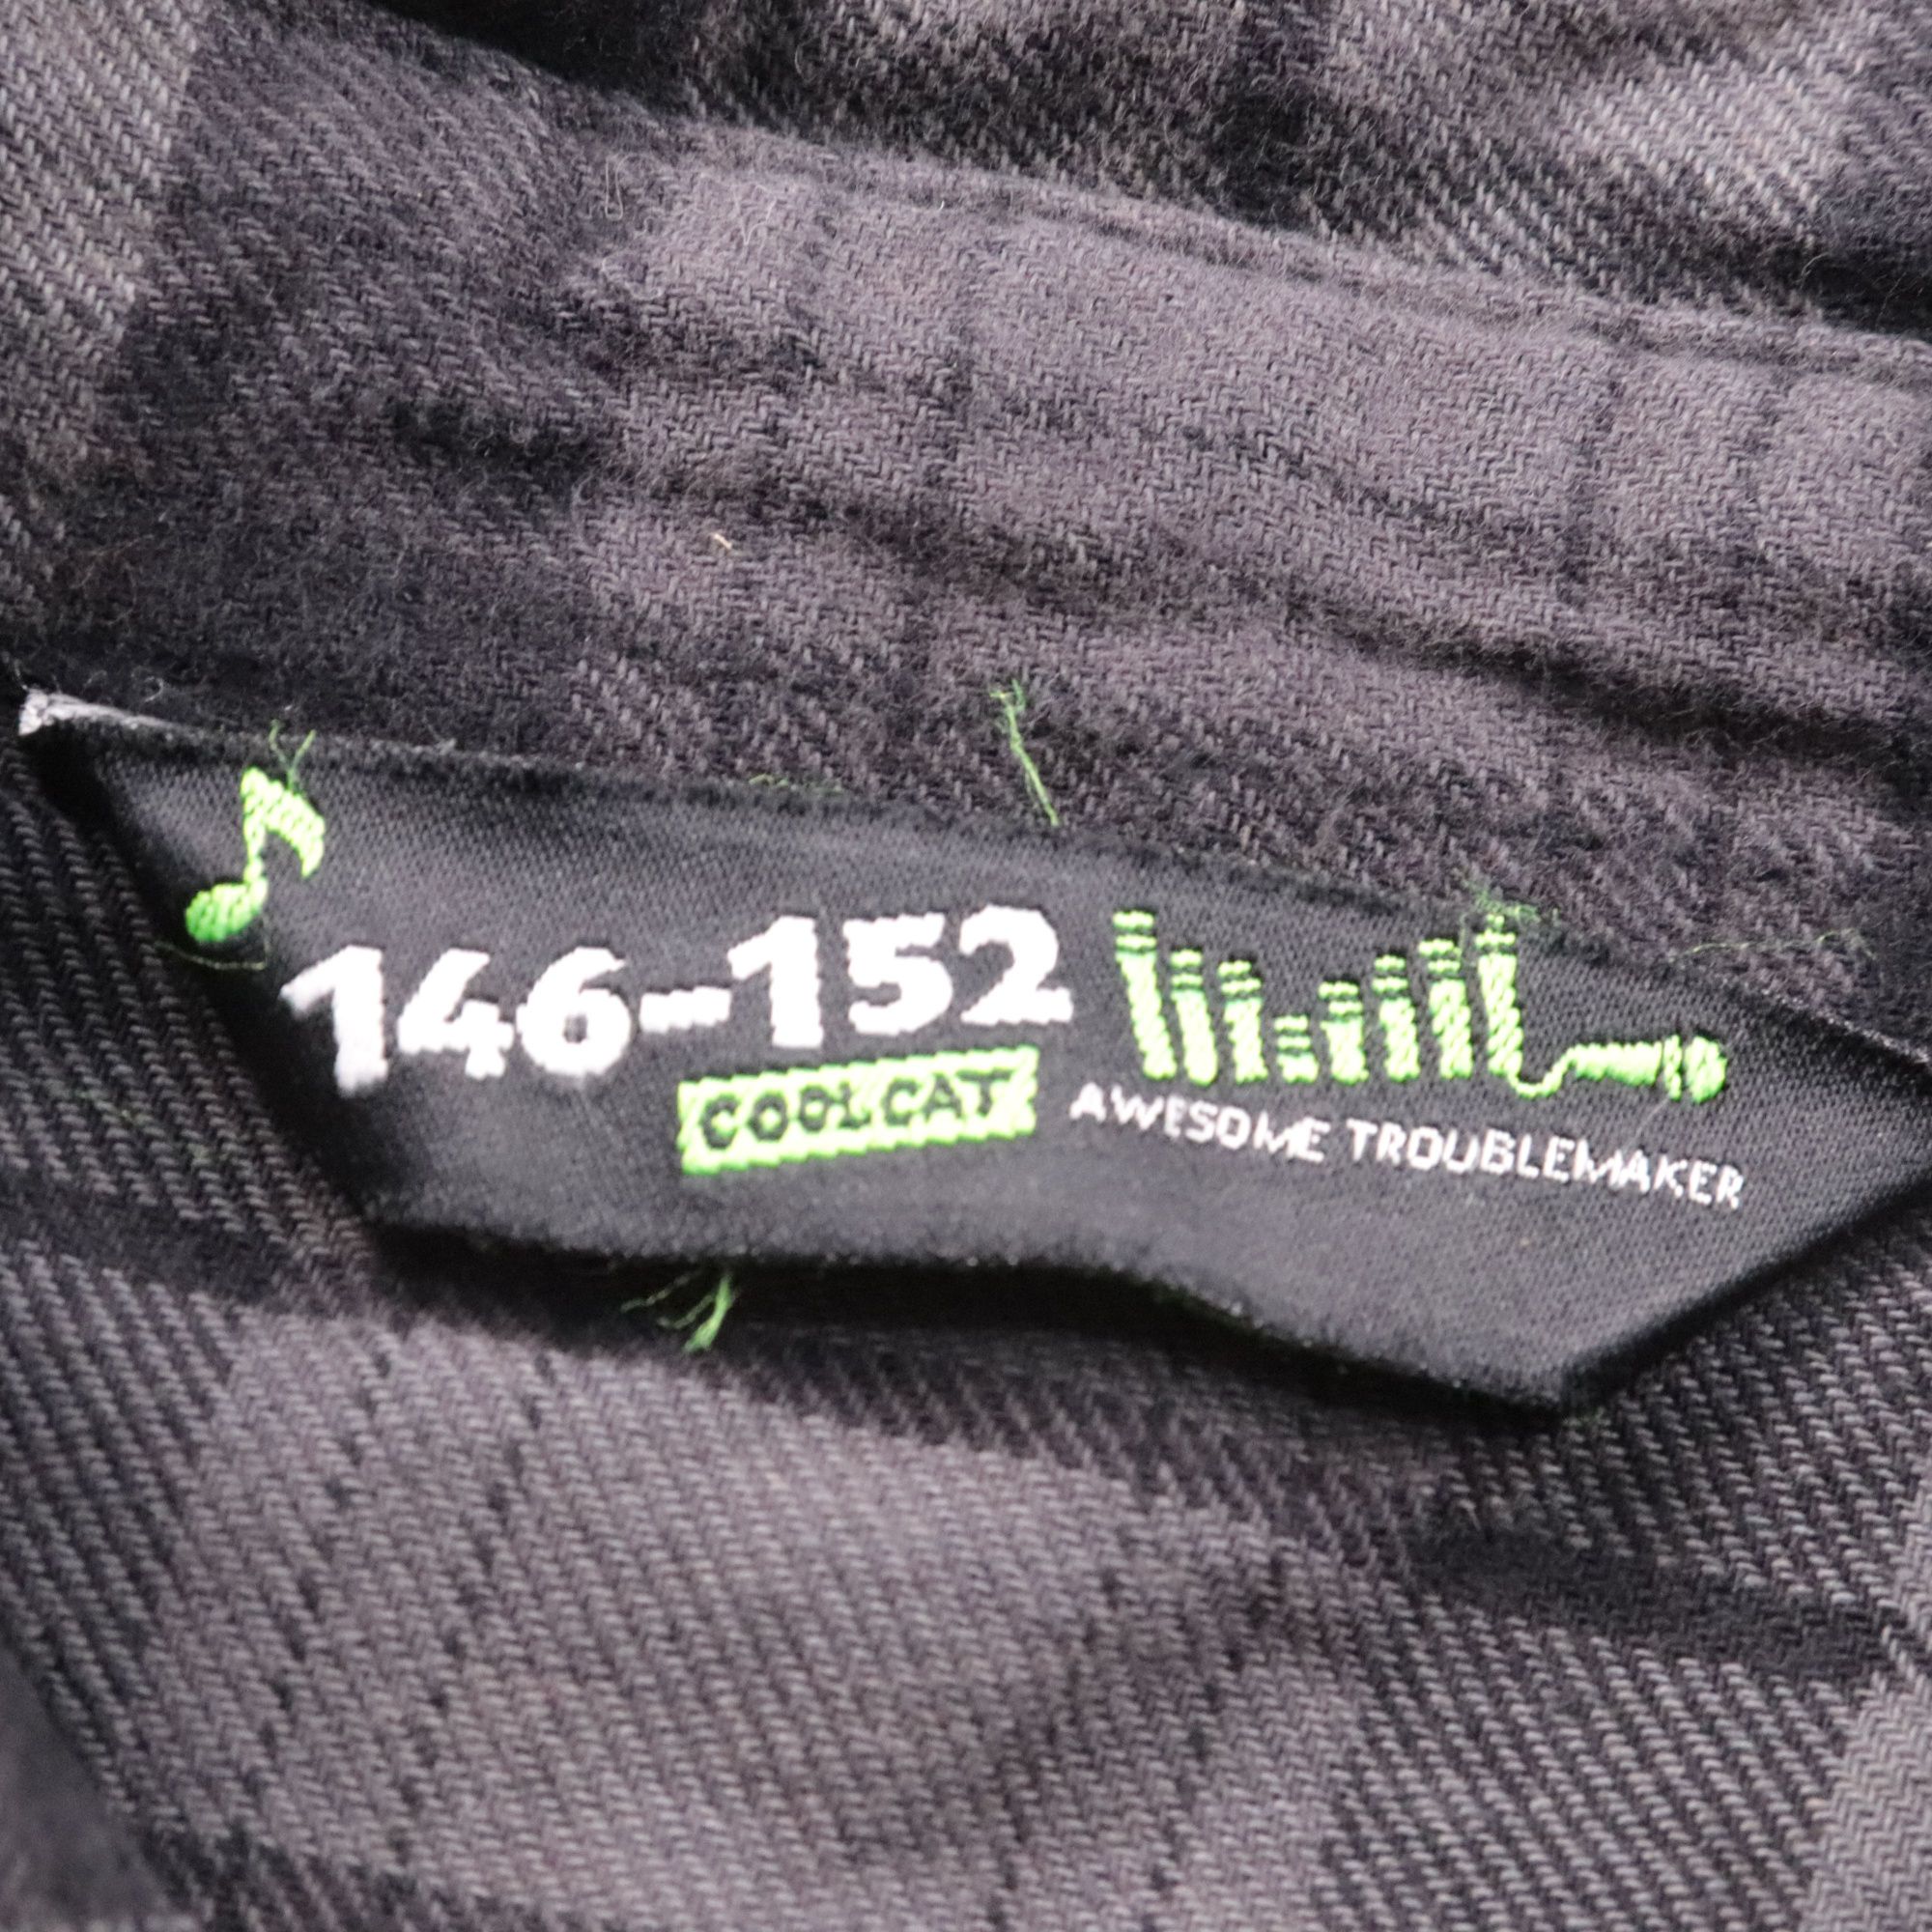 146-152
COOLCAT
AWESOME TROUBLEMAKER